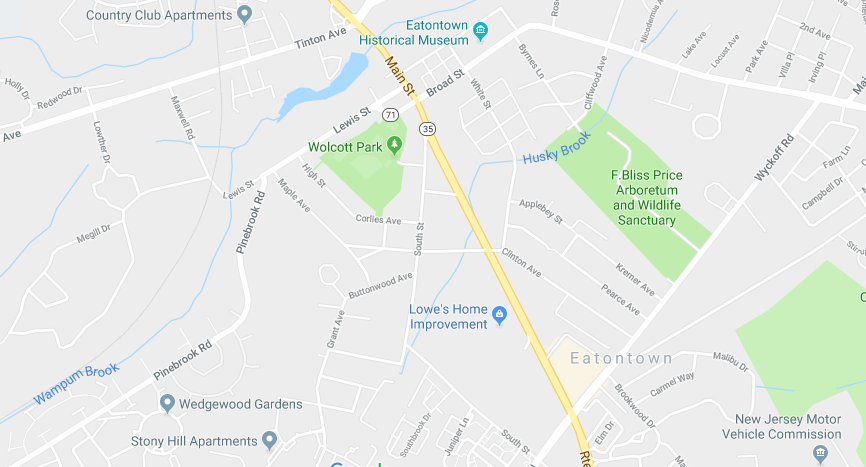 Country Club Apartments
Eatontown
Historical Museum
Tinton Ave
Main St
Broad St
Byrnes Ln
Nicodemus Ave
Lake Ave
Locust Ave
Park Ave
2nd Ave
Villa Pl
Irving Pl
Holly Dr
Redwood Dr
Ave
Maxwell Rd
Lowther Dr
Lewis St
71
35
White St
Cliffwood Ave
Wolcott Park
Husky Brook
Wyckoff Rd
Farm Ln
Campbell Dr
F.Bliss Price
Arboretum
and Wildlife
Sanctuary
High St
Maple Ave
Lewis St
Pinebrook Rd
Megill Dr
Corlies Ave
South St
Applebey St
Clinton Ave
Kremer Ave
Pearce Ave
Buttonwood Ave
Grant Ave
Lowe's Home
Improvement
Eatontown
Pinebrook Rd
Wampum Brook
Malibu Dr
Carmel Way
Brookwood Dr
Elm Dr
Wedgewood Gardens
Stony Hill Apartments
Southbrook Dr
Juniper Ln
South St
Rte
New Jersey Motor
Vehicle Commission